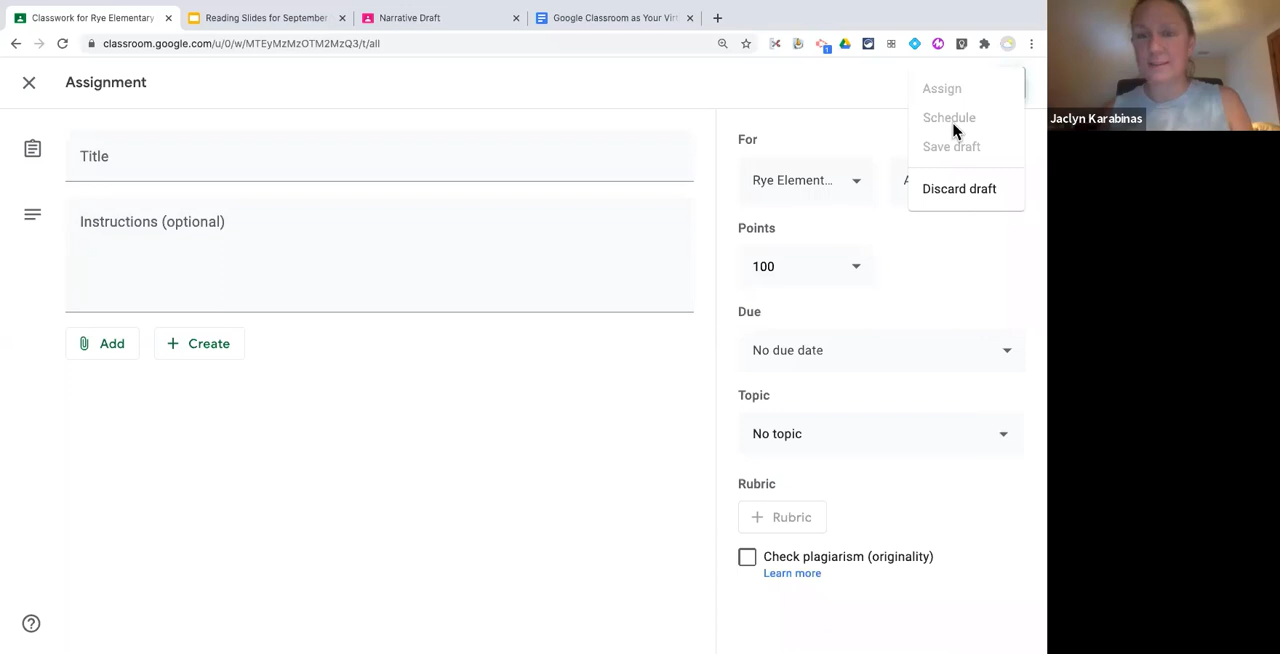 Classwork for Rye Elementary
Reading Slides for September
Narrative Draft
Google Classroom as Your Vir
classroom.google.com/u/0/w/MTEyMzMzOTM2MzQ3/t/all
1
Assignment
Assign
Schedule
Save draft
Discard draft
Jaclyn Karabinas
Title
Instructions (optional)
Add
Create
For
Rye Element...
Points
100
Due
No due date
Topic
No topic
Rubric
Rubric
Check plagiarism (originality)
Learn more